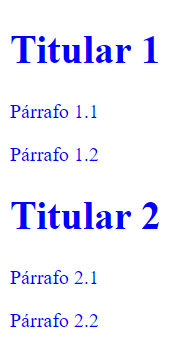 Titular 1
Párrafo 1.1
Párrafo 1.2
Titular 2
Párrafo 2.1
Párrafo 2.2